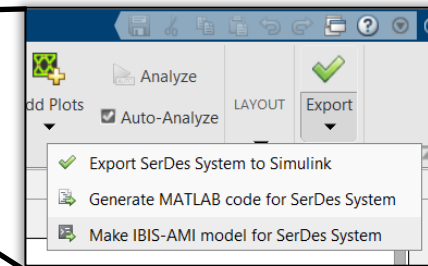 dd Plots
Analyze
Auto-Analyze
LAYOUT
Export
Export SerDes System to Simulink
Generate MATLAB code for SerDes System
Make IBIS-AMI model for SerDes System